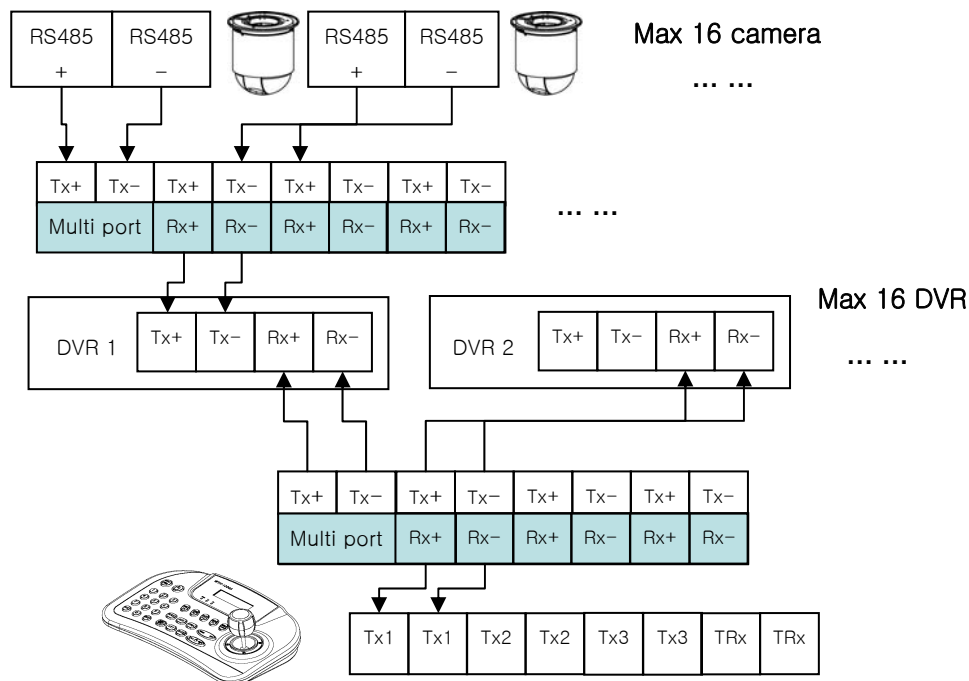 RS485 RS485 RS485 RS485 Max 16 camera
+ − + −
... ...
Tx+ Tx− Tx+ Tx− Tx+ Tx− Tx+ Tx−
Multi port Rx+ Rx− Rx+ Rx− Rx+ Rx−
... ...
Max 16 DVR
DVR 1 Tx+ Tx− Rx+ Rx−
DVR 2 Tx+ Tx− Rx+ Rx−
... ...
Tx+ Tx− Tx+ Tx− Tx+ Tx− Tx+ Tx−
Multi port Rx+ Rx− Rx+ Rx− Rx+ Rx−
Tx1 Tx1 Tx2 Tx2 Tx3 Tx3 TRx TRx